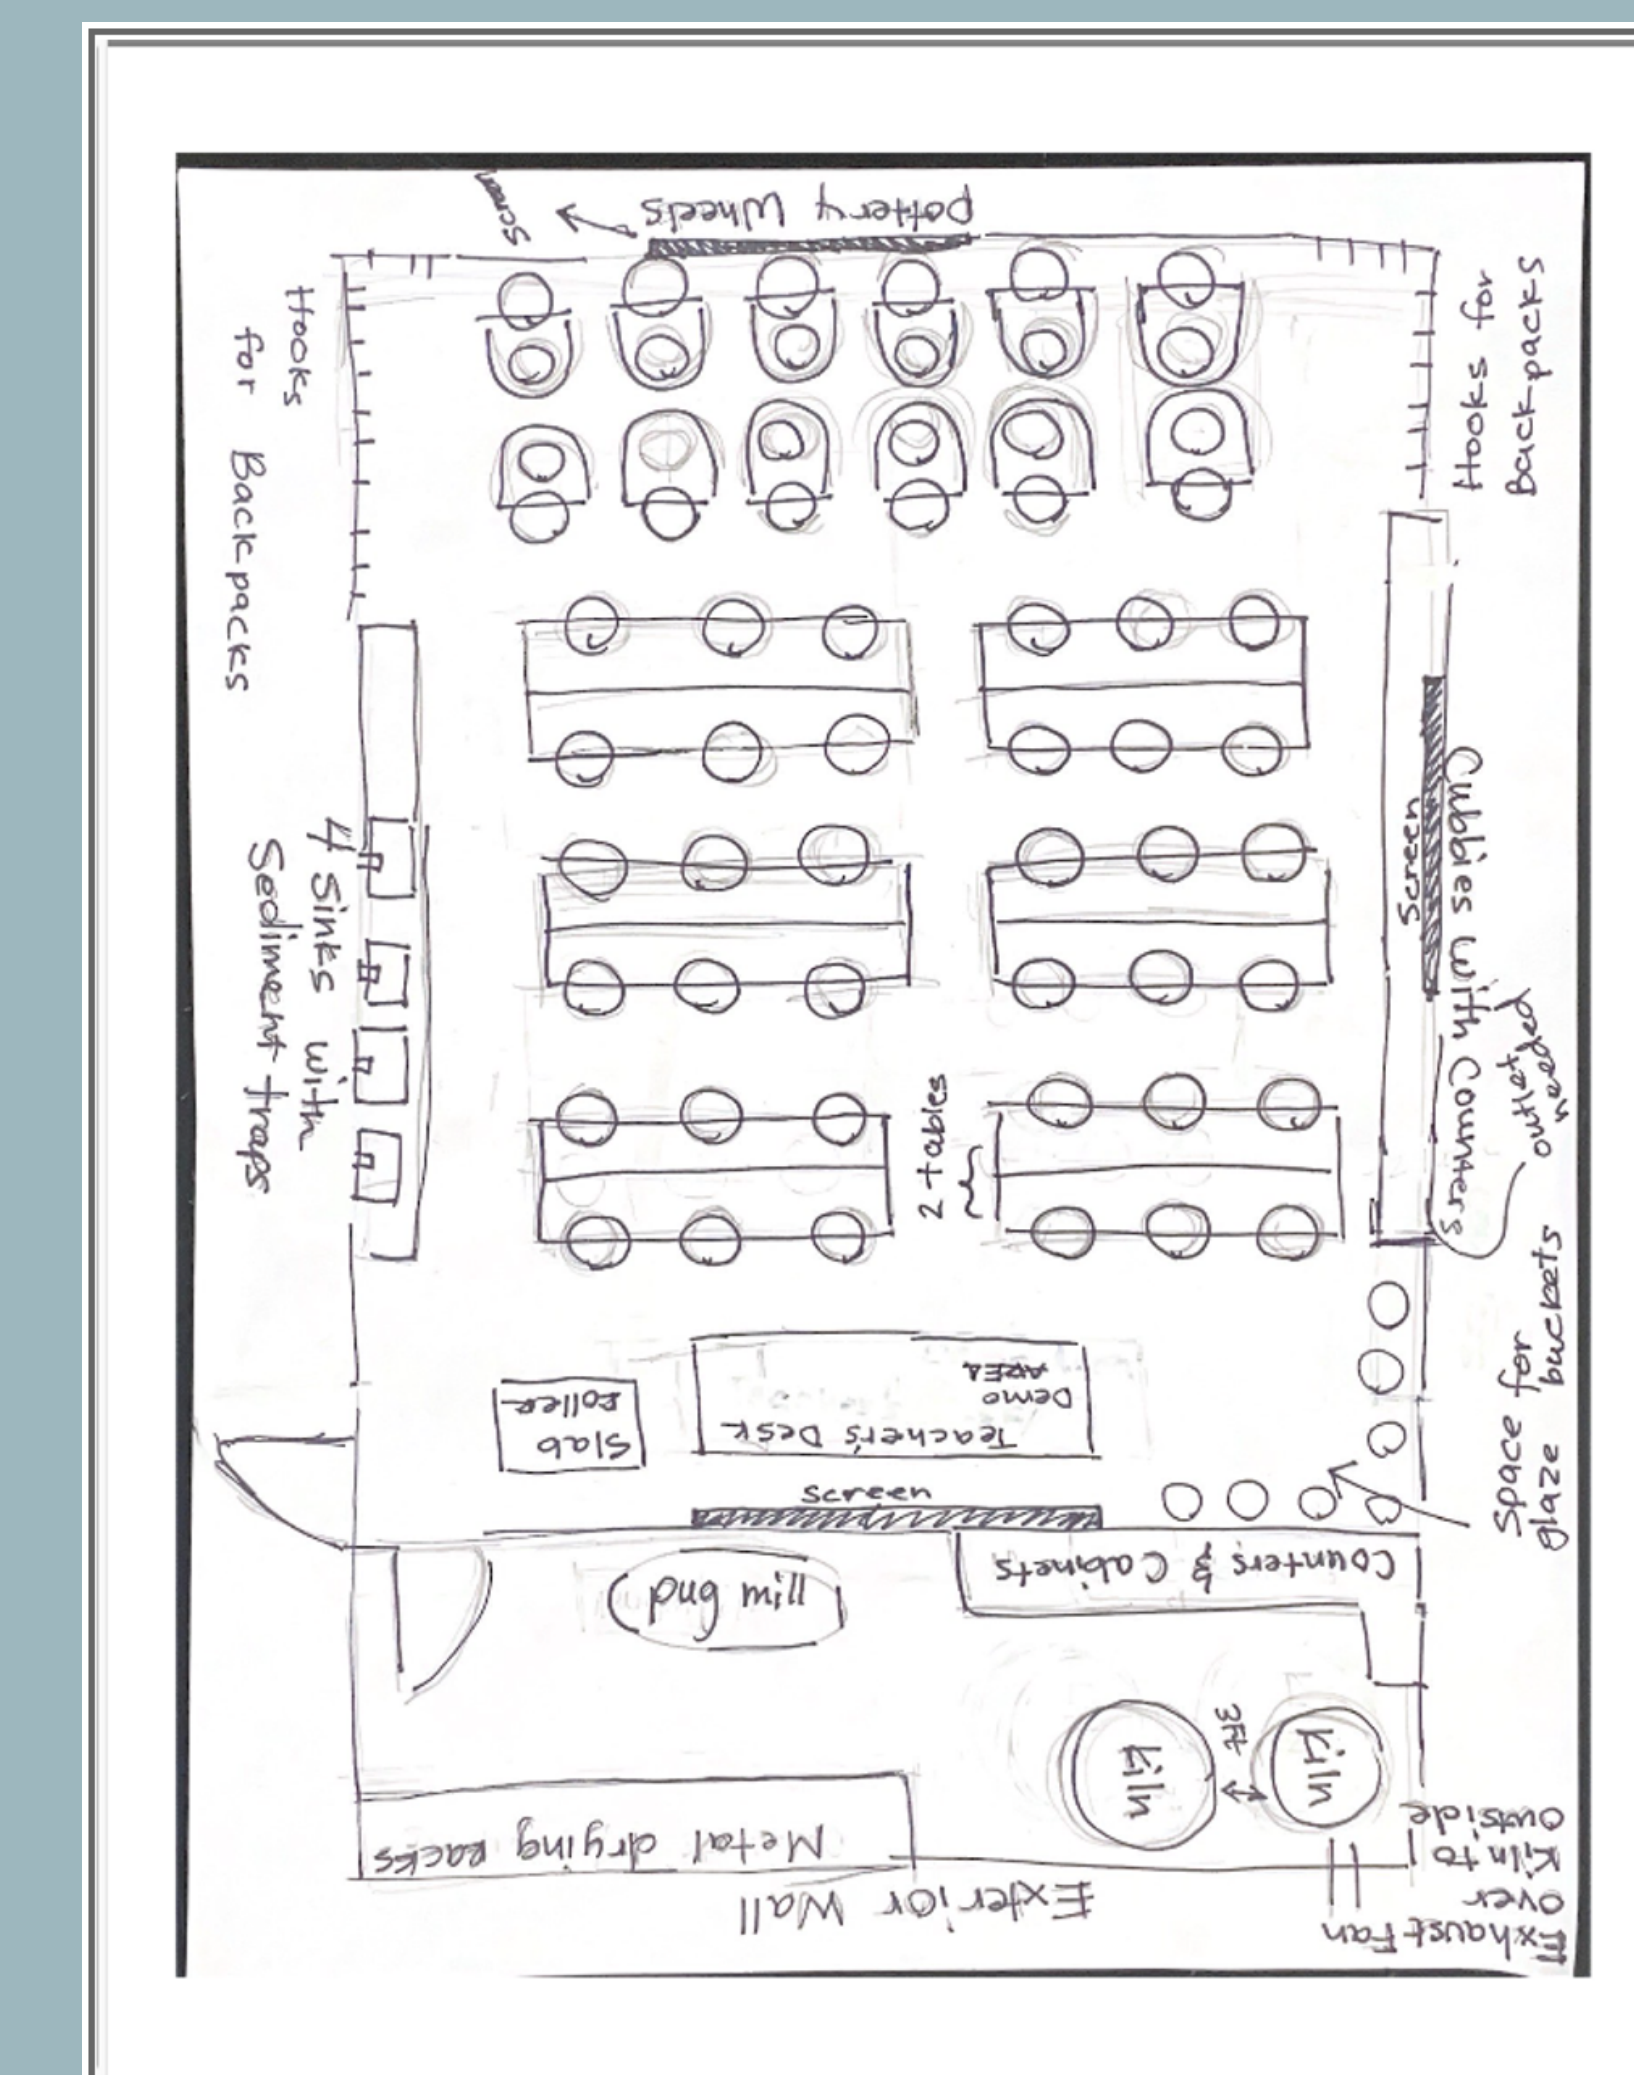 Pottery Wheels
Screen
Hooks
for Backpacks
Hooks for
Backpacks
Screen
Cubbies with Counters
outlet
needed
4 Sinks with
Sediment traps
2 tables
Space for
glaze buckets
Demo
AREA
Teacher's Desk
Slab
Roller
Screen
pug mill
Counters & Cabinets
Kiln
3ft
Kiln
Metal drying Racks
Exterior Wall
Exhaust Fan
over
Kiln to
outside